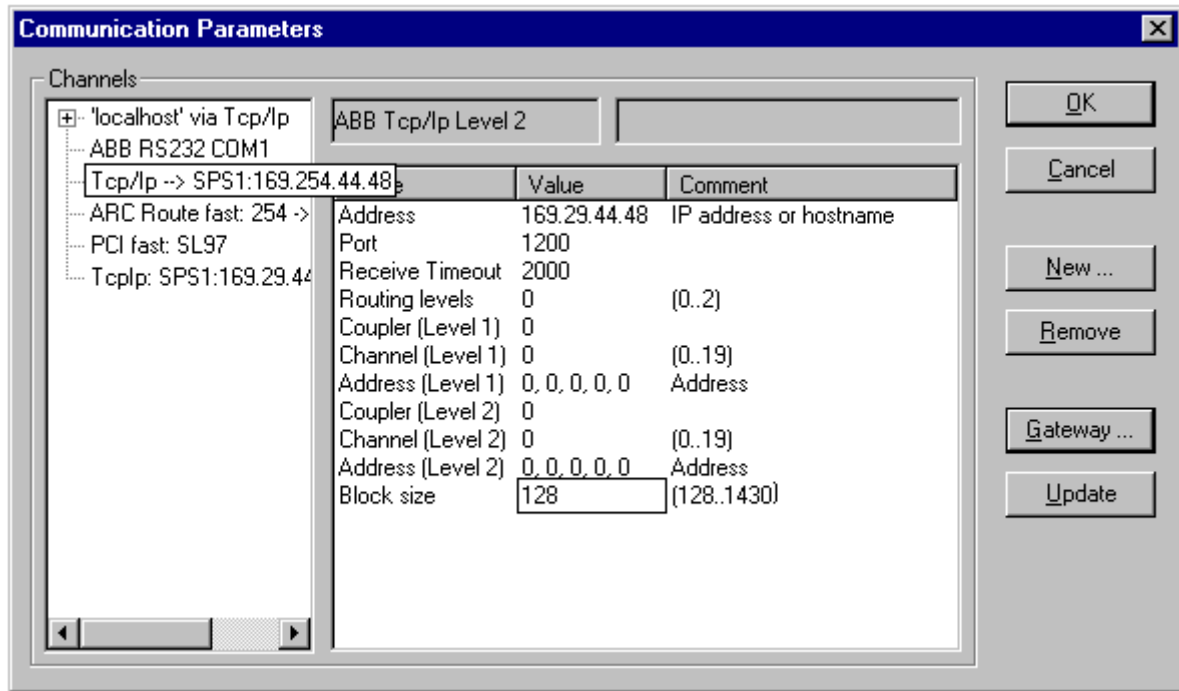 Communication Parameters
Channels
'localhost' via Tcp/Ip
ABB RS232 COM1
Tcp/Ip --> SPS1:169.254.44.48
ARC Route fast: 254 ->
PCI fast: SL97
TcpIp: SPS1:169.29.44
ABB Tcp/Ip Level 2
Value Comment
Address 169.29.44.48 IP address or hostname
Port 1200
Receive Timeout 2000
Routing levels 0 (0..2)
Coupler (Level 1) 0
Channel (Level 1) 0 (0..19)
Address (Level 1) 0, 0, 0, 0, 0 Address
Coupler (Level 2) 0
Channel (Level 2) 0 (0..19)
Address (Level 2) 0, 0, 0, 0, 0 Address
Block size 128 (128..1430)
OK
Cancel
New ...
Remove
Gateway ...
Update